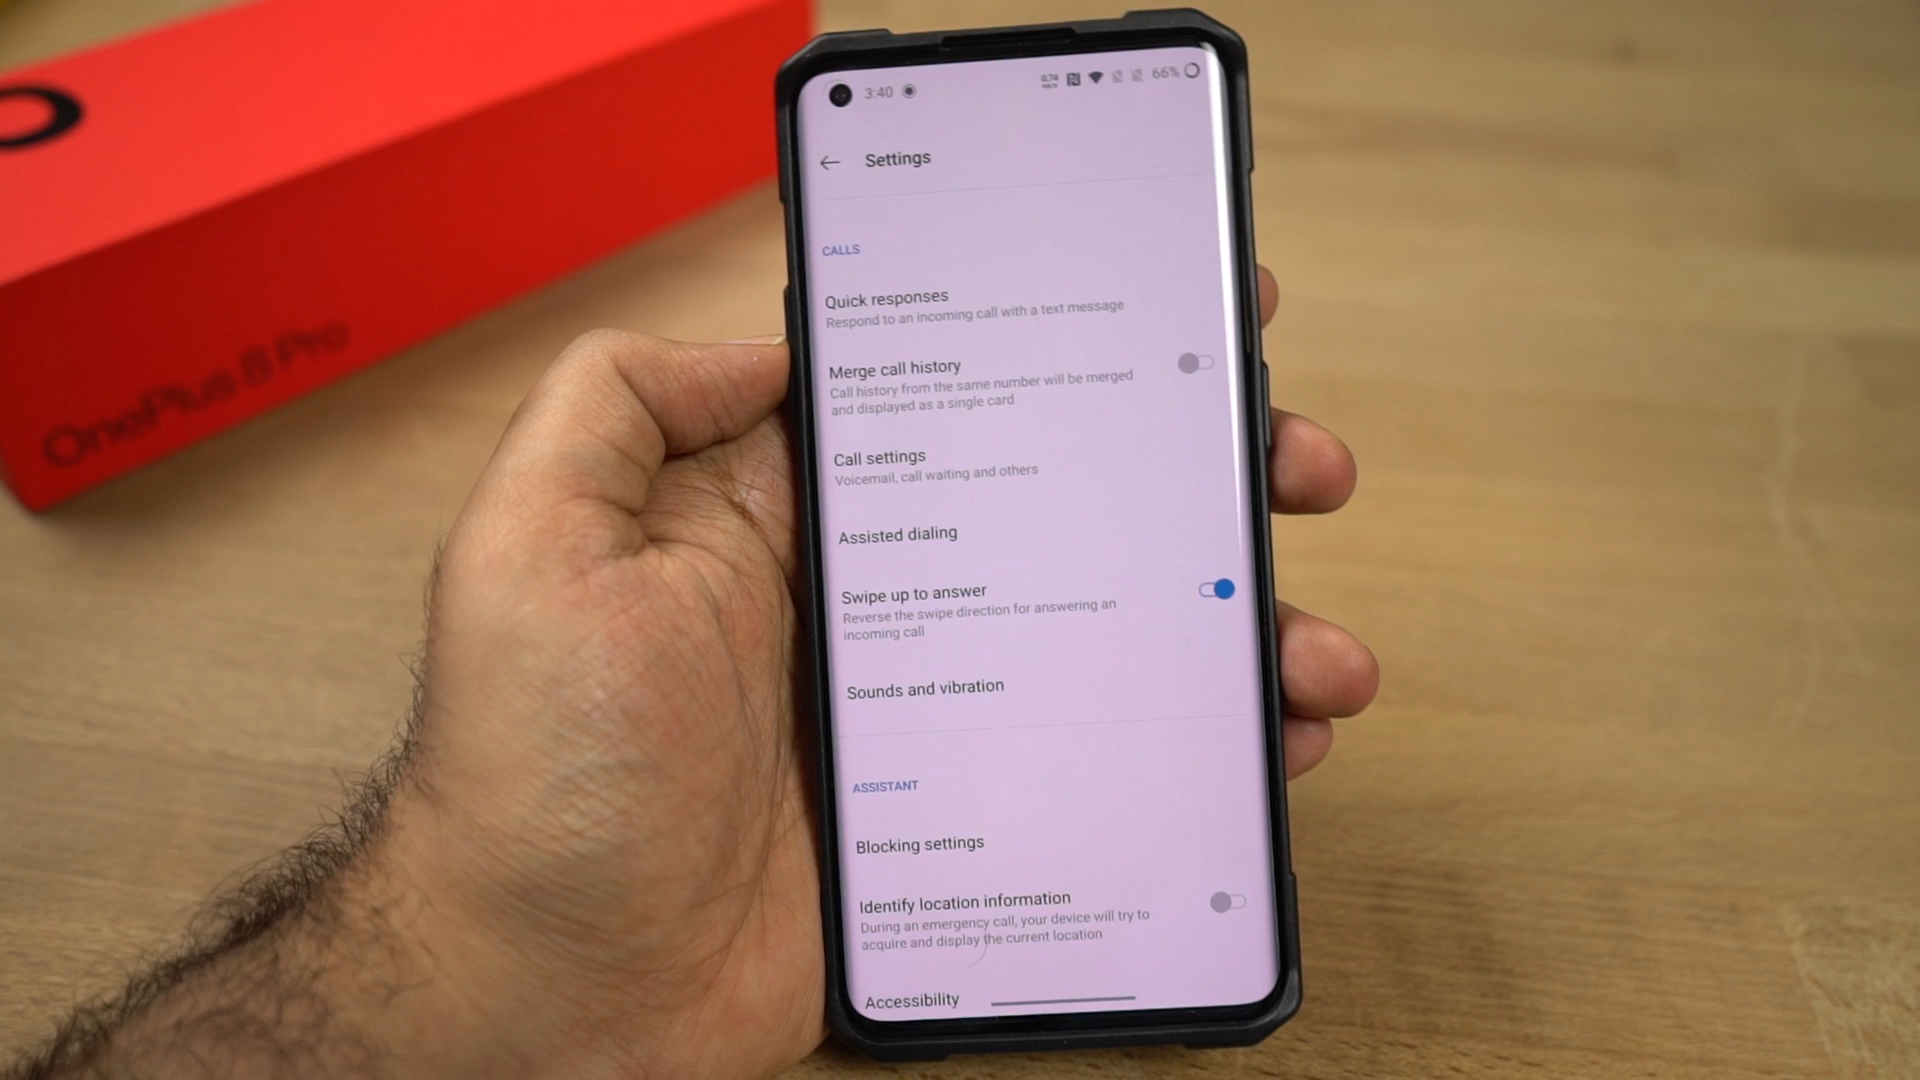 OnePlus 8 Pro
3:40
0.74
KB/S
66%
Settings
CALLS
Quick responses
Respond to an incoming call with a text message
Merge call history
Call history from the same number will be merged
and displayed as a single card
Call settings
Voicemail, call waiting and others
Assisted dialing
Swipe up to answer
Reverse the swipe direction for answering an
incoming call
Sounds and vibration
ASSISTANT
Blocking settings
Identify location information
During an emergency call, your device will try to
acquire and display the current location
Accessibility